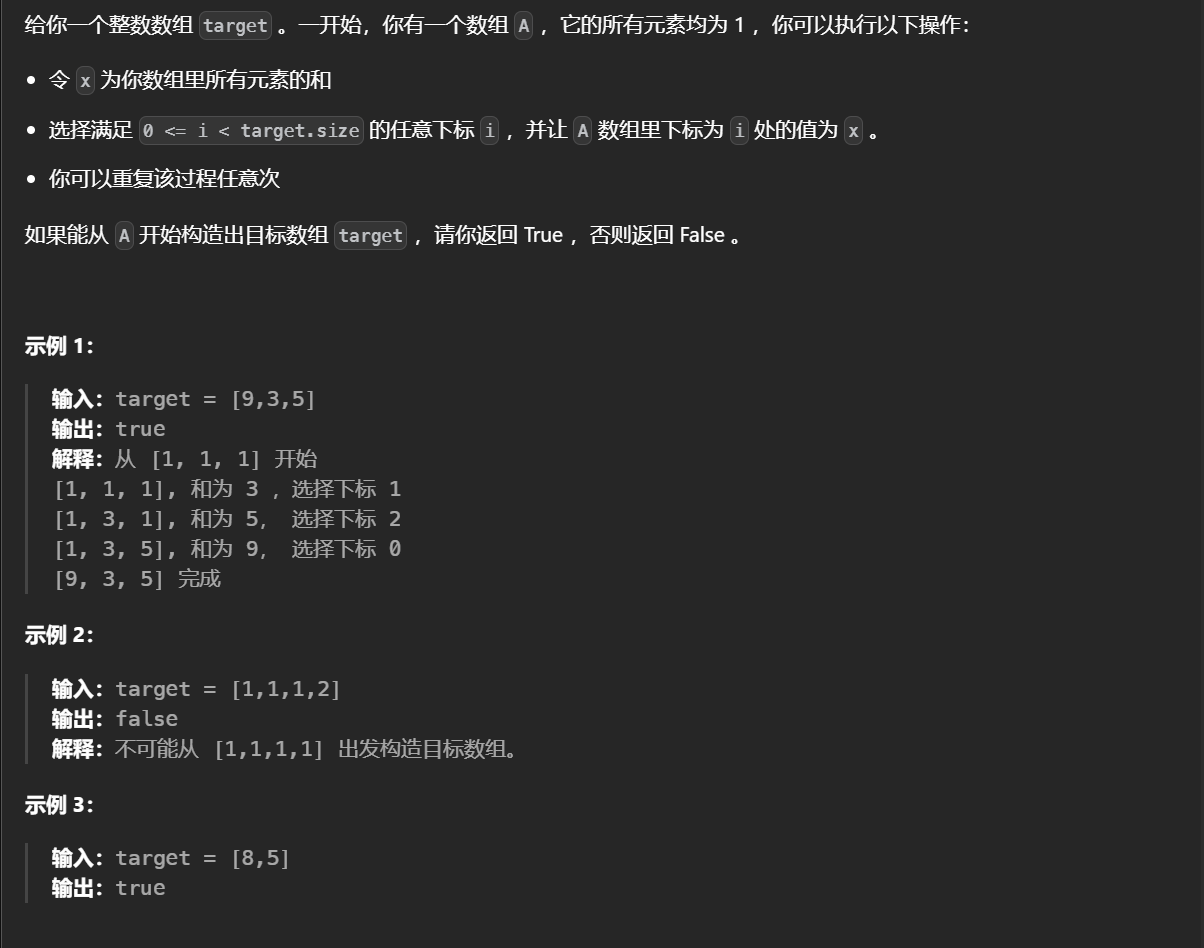 给你一个整数数组 target 。一开始，你有一个数组 A ，它的所有元素均为 1 ，你可以执行以下操作：
• 令 x 为你数组里所有元素的和
• 选择满足 0 <= i < target.size 的任意下标 i ，并让 A 数组里下标为 i 处的值为 x 。
• 你可以重复该过程任意次
如果能从 A 开始构造出目标数组 target ，请你返回 True ，否则返回 False 。
示例 1：
输入：target = [9,3,5]
输出：true
解释：从 [1, 1, 1] 开始
[1, 1, 1], 和为 3 ，选择下标 1
[1, 3, 1], 和为 5， 选择下标 2
[1, 3, 5], 和为 9， 选择下标 0
[9, 3, 5] 完成
示例 2：
输入：target = [1,1,1,2]
输出：false
解释：不可能从 [1,1,1,1] 出发构造目标数组。
示例 3：
输入：target = [8,5]
输出：true